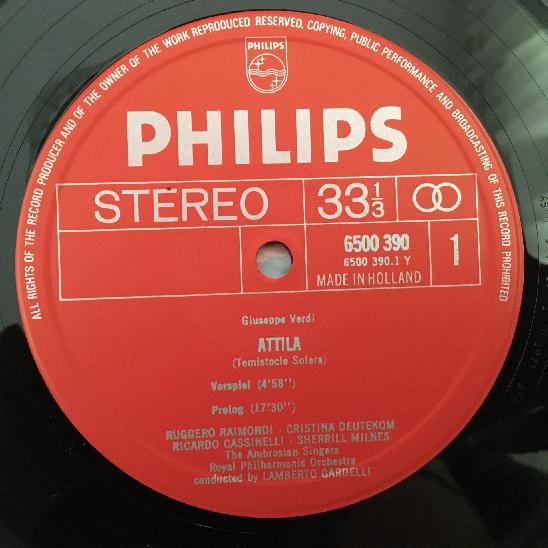 ALL RIGHTS OF THE RECORD PRODUCER AND OF THE OWNER OF THE WORK REPRODUCED RESERVED. COPYING, PUBLIC PERFORMANCE AND BROADCASTING OF THIS RECORD PROHIBITED
PHILIPS
PHILIPS
STEREO 33 1/3
6500 390 1
6500 390.1 Y
MADE IN HOLLAND
Giuseppe Verdi
ATTILA
(Temistocle Solera)
Vorspiel (4'58")
Prolog (17'30")
RUGGERO RAIMONDI · CRISTINA DEUTEKOM
RICARDO CASSINELLI · SHERRILL MILNES
The Ambrosian Singers
Royal Philharmonic Orchestra
conducted by LAMBERTO GARDELLI